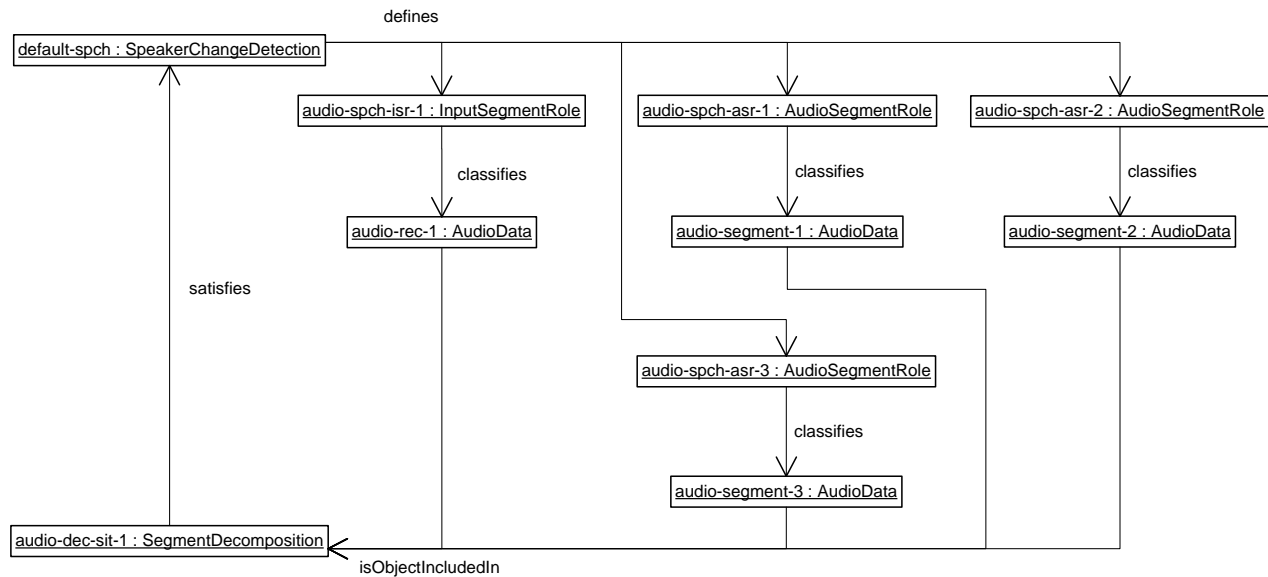 defines
default-spch : SpeakerChangeDetection
audio-spch-isr-1 : InputSegmentRole
audio-spch-asr-1 : AudioSegmentRole
audio-spch-asr-2 : AudioSegmentRole
classifies
classifies
classifies
audio-rec-1 : AudioData
audio-segment-1 : AudioData
audio-segment-2 : AudioData
satisfies
audio-spch-asr-3 : AudioSegmentRole
classifies
audio-segment-3 : AudioData
audio-dec-sit-1 : SegmentDecomposition
isObjectIncludedIn